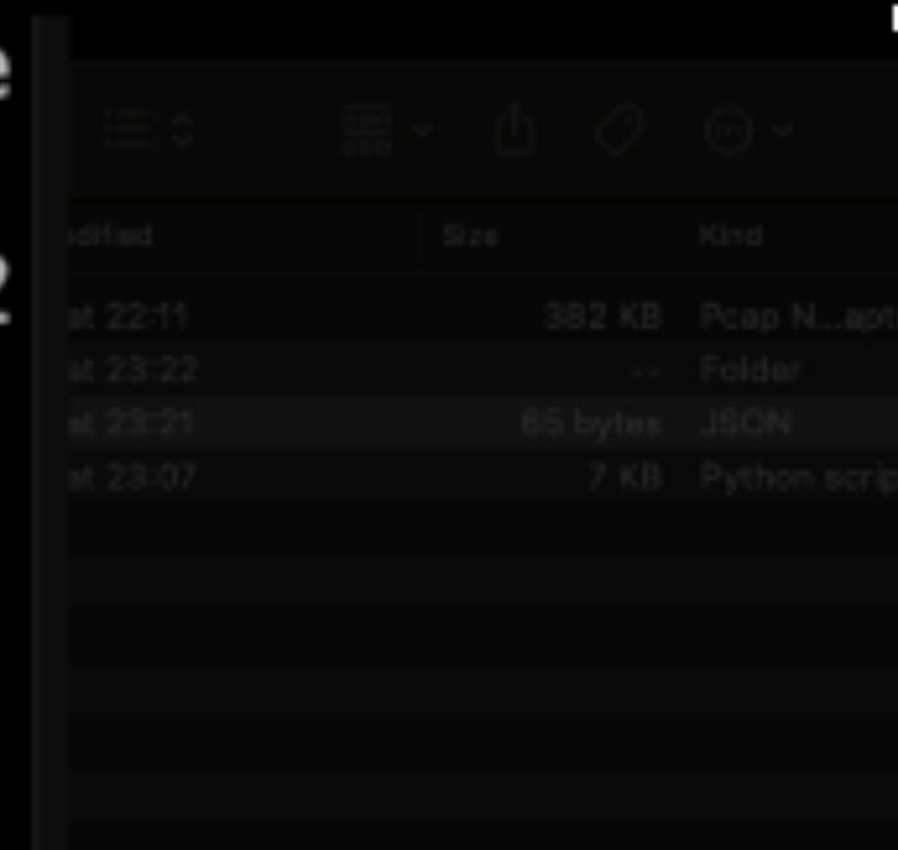 odified Size Kind
at 22:11 382 KB Pcap N...apt
at 23:22 -- Folder
at 23:21 65 bytes JSON
at 23:07 7 KB Python scrip